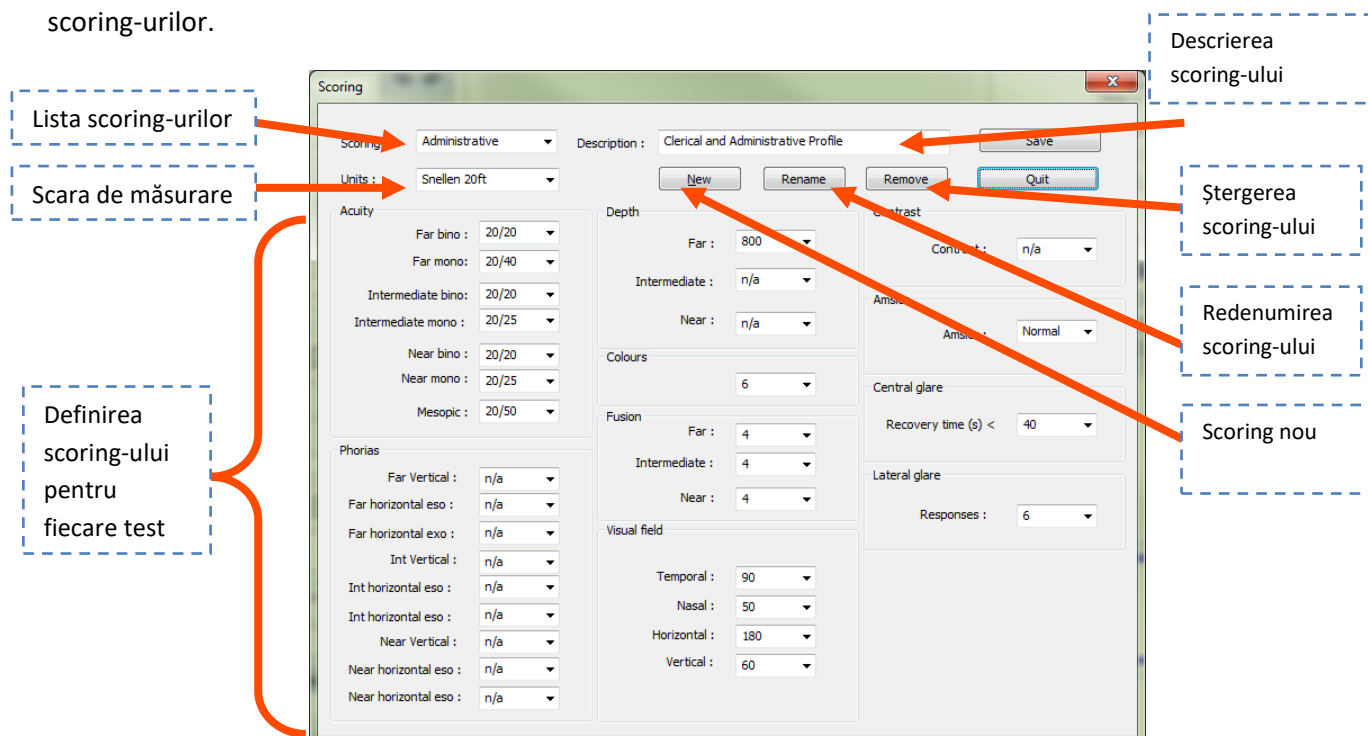 scoring-urilor.
Descrierea
scoring-ului
Lista scoring-urilor
Scara de măsurare
Definirea
scoring-ului
pentru
fiecare test
Ștergerea
scoring-ului
Redenumirea
scoring-ului
Scoring nou
Scoring
Scoring Administrative Description : Clerical and Administrative Profile Save
Units : Snellen 20ft New Rename Remove Quit
Acuity
Far bino : 20/20
Far mono: 20/40
Intermediate bino: 20/20
Intermediate mono : 20/25
Near bino : 20/20
Near mono : 20/25
Mesopic : 20/50
Phorias
Far Vertical : n/a
Far horizontal eso : n/a
Far horizontal exo : n/a
Int Vertical : n/a
Int horizontal eso : n/a
Int horizontal eso : n/a
Near Vertical : n/a
Near horizontal eso : n/a
Near horizontal eso : n/a
Depth
Far : 800
Intermediate : n/a
Near : n/a
Colours
6
Fusion
Far : 4
Intermediate : 4
Near : 4
Visual field
Temporal : 90
Nasal : 50
Horizontal : 180
Vertical : 60
Contrast
Contrast : n/a
Normal
Central glare
Recovery time (s) < 40
Lateral glare
Responses : 6